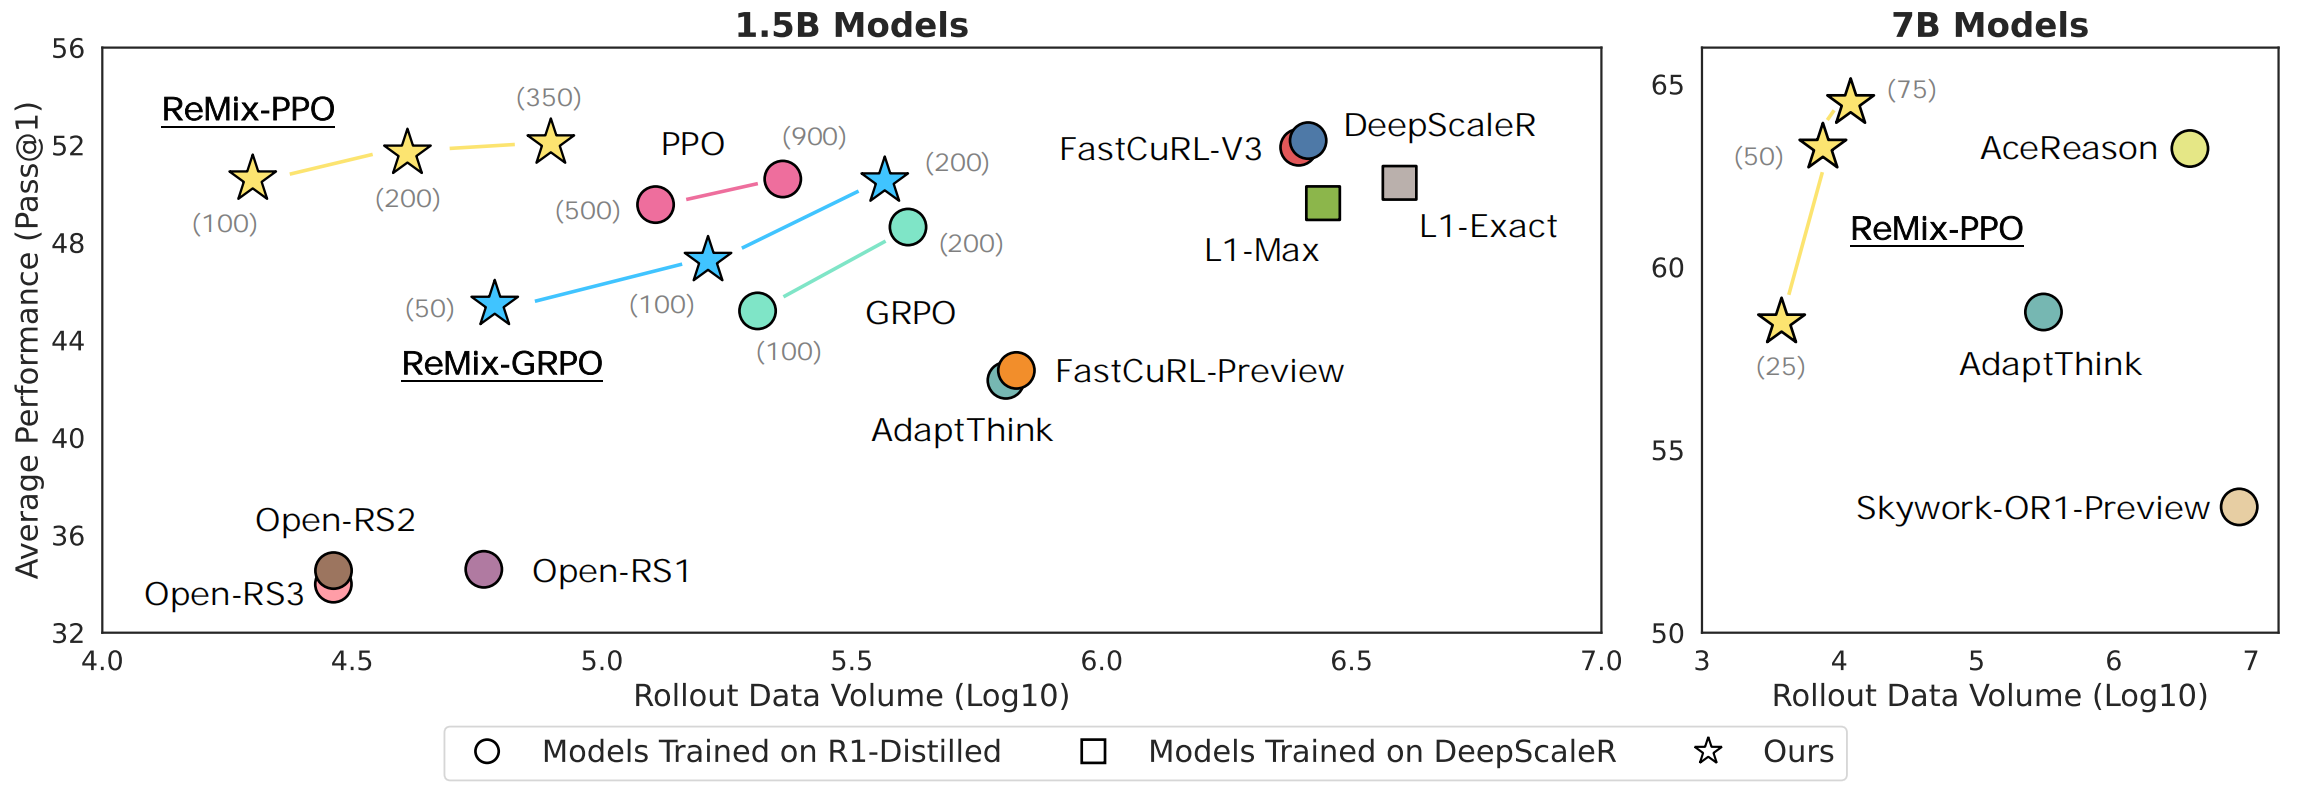 1.5B Models
Average Performance (Pass@1)
56
52
48
44
40
36
32
ReMix-PPO
(100)
(200)
(350)
PPO
(500)
(900)
(200)
(50)
(100)
ReMix-GRPO
(200)
GRPO
(100)
FastCuRL-V3
DeepScaleR
L1-Max
L1-Exact
FastCuRL-Preview
AdaptThink
Open-RS2
Open-RS3
Open-RS1
4.0 4.5 5.0 5.5 6.0 6.5 7.0
Rollout Data Volume (Log10)
7B Models
65
60
55
50
(75)
(50)
AceReason
ReMix-PPO
(25)
AdaptThink
Skywork-OR1-Preview
3 4 5 6 7
Rollout Data Volume (Log10)
Models Trained on R1-Distilled Models Trained on DeepScaleR Ours